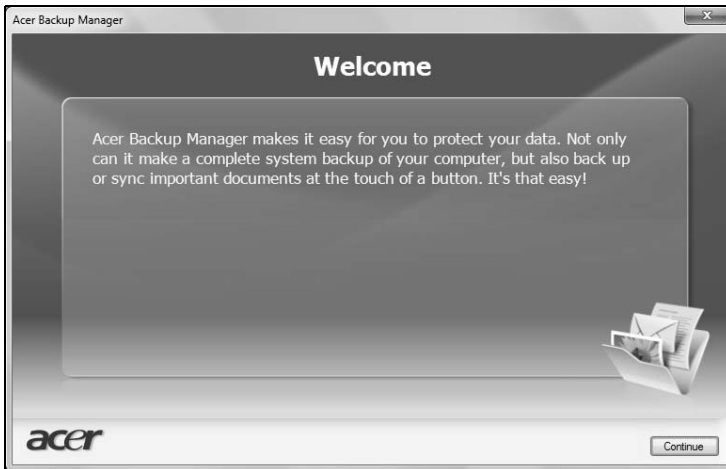 Acer Backup Manager
x
Welcome
Acer Backup Manager makes it easy for you to protect your data. Not only
can it make a complete system backup of your computer, but also back up
or sync important documents at the touch of a button. It's that easy!
acer
Continue